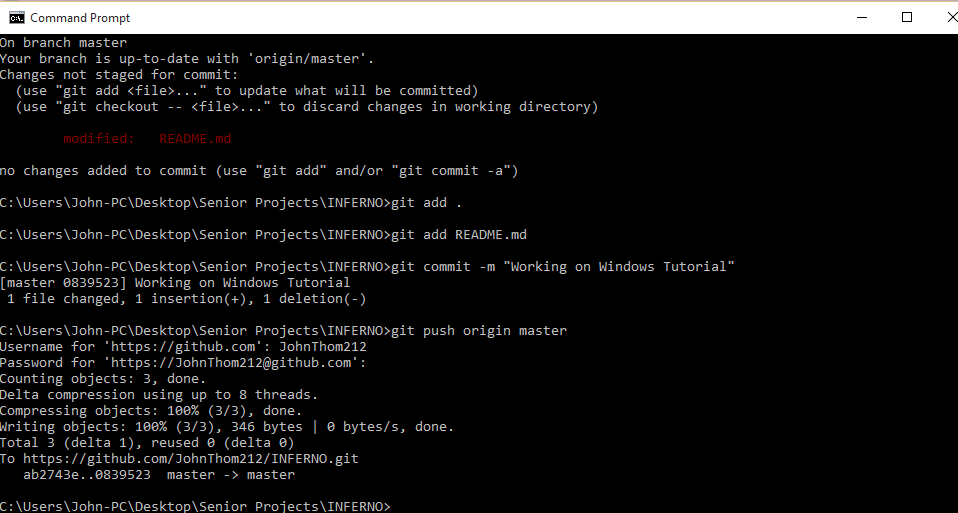 Command Prompt
On branch master
Your branch is up-to-date with 'origin/master'.
Changes not staged for commit:
  (use "git add <file>..." to update what will be committed)
  (use "git checkout -- <file>..." to discard changes in working directory)
        modified:   README.md
no changes added to commit (use "git add" and/or "git commit -a")
C:\Users\John-PC\Desktop\Senior Projects\INFERNO>git add .
C:\Users\John-PC\Desktop\Senior Projects\INFERNO>git add README.md
C:\Users\John-PC\Desktop\Senior Projects\INFERNO>git commit -m "Working on Windows Tutorial"
[master 0839523] Working on Windows Tutorial
 1 file changed, 1 insertion(+), 1 deletion(-)
C:\Users\John-PC\Desktop\Senior Projects\INFERNO>git push origin master
Username for 'https://github.com': JohnThom212
Password for 'https://JohnThom212@github.com':
Counting objects: 3, done.
Delta compression using up to 8 threads.
Compressing objects: 100% (3/3), done.
Writing objects: 100% (3/3), 346 bytes | 0 bytes/s, done.
Total 3 (delta 1), reused 0 (delta 0)
To https://github.com/JohnThom212/INFERNO.git
   ab2743e..0839523  master -> master
C:\Users\John-PC\Desktop\Senior Projects\INFERNO>